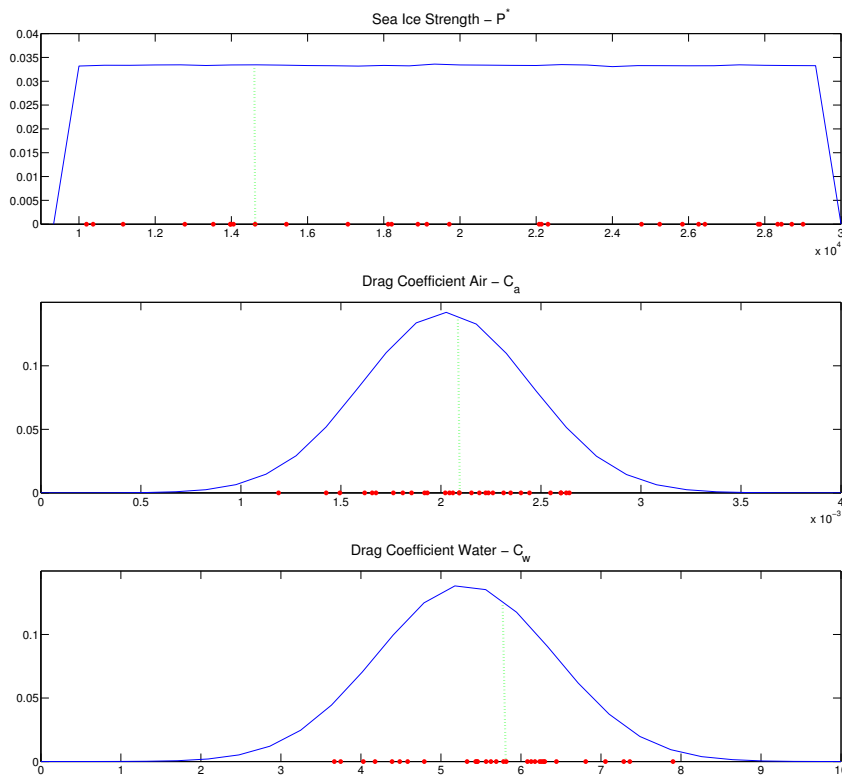 Sea Ice Strength − P*
0.04
0.035
0.03
0.025
0.02
0.015
0.01
0.005
0
1 1.2 1.4 1.6 1.8 2 2.2 2.4 2.6 2.8 3
x 10^4
Drag Coefficient Air − C_a
0.1
0.05
0
0 0.5 1 1.5 2 2.5 3 3.5 4
x 10^−3
Drag Coefficient Water − C_w
0.1
0.05
0
0 1 2 3 4 5 6 7 8 9 10